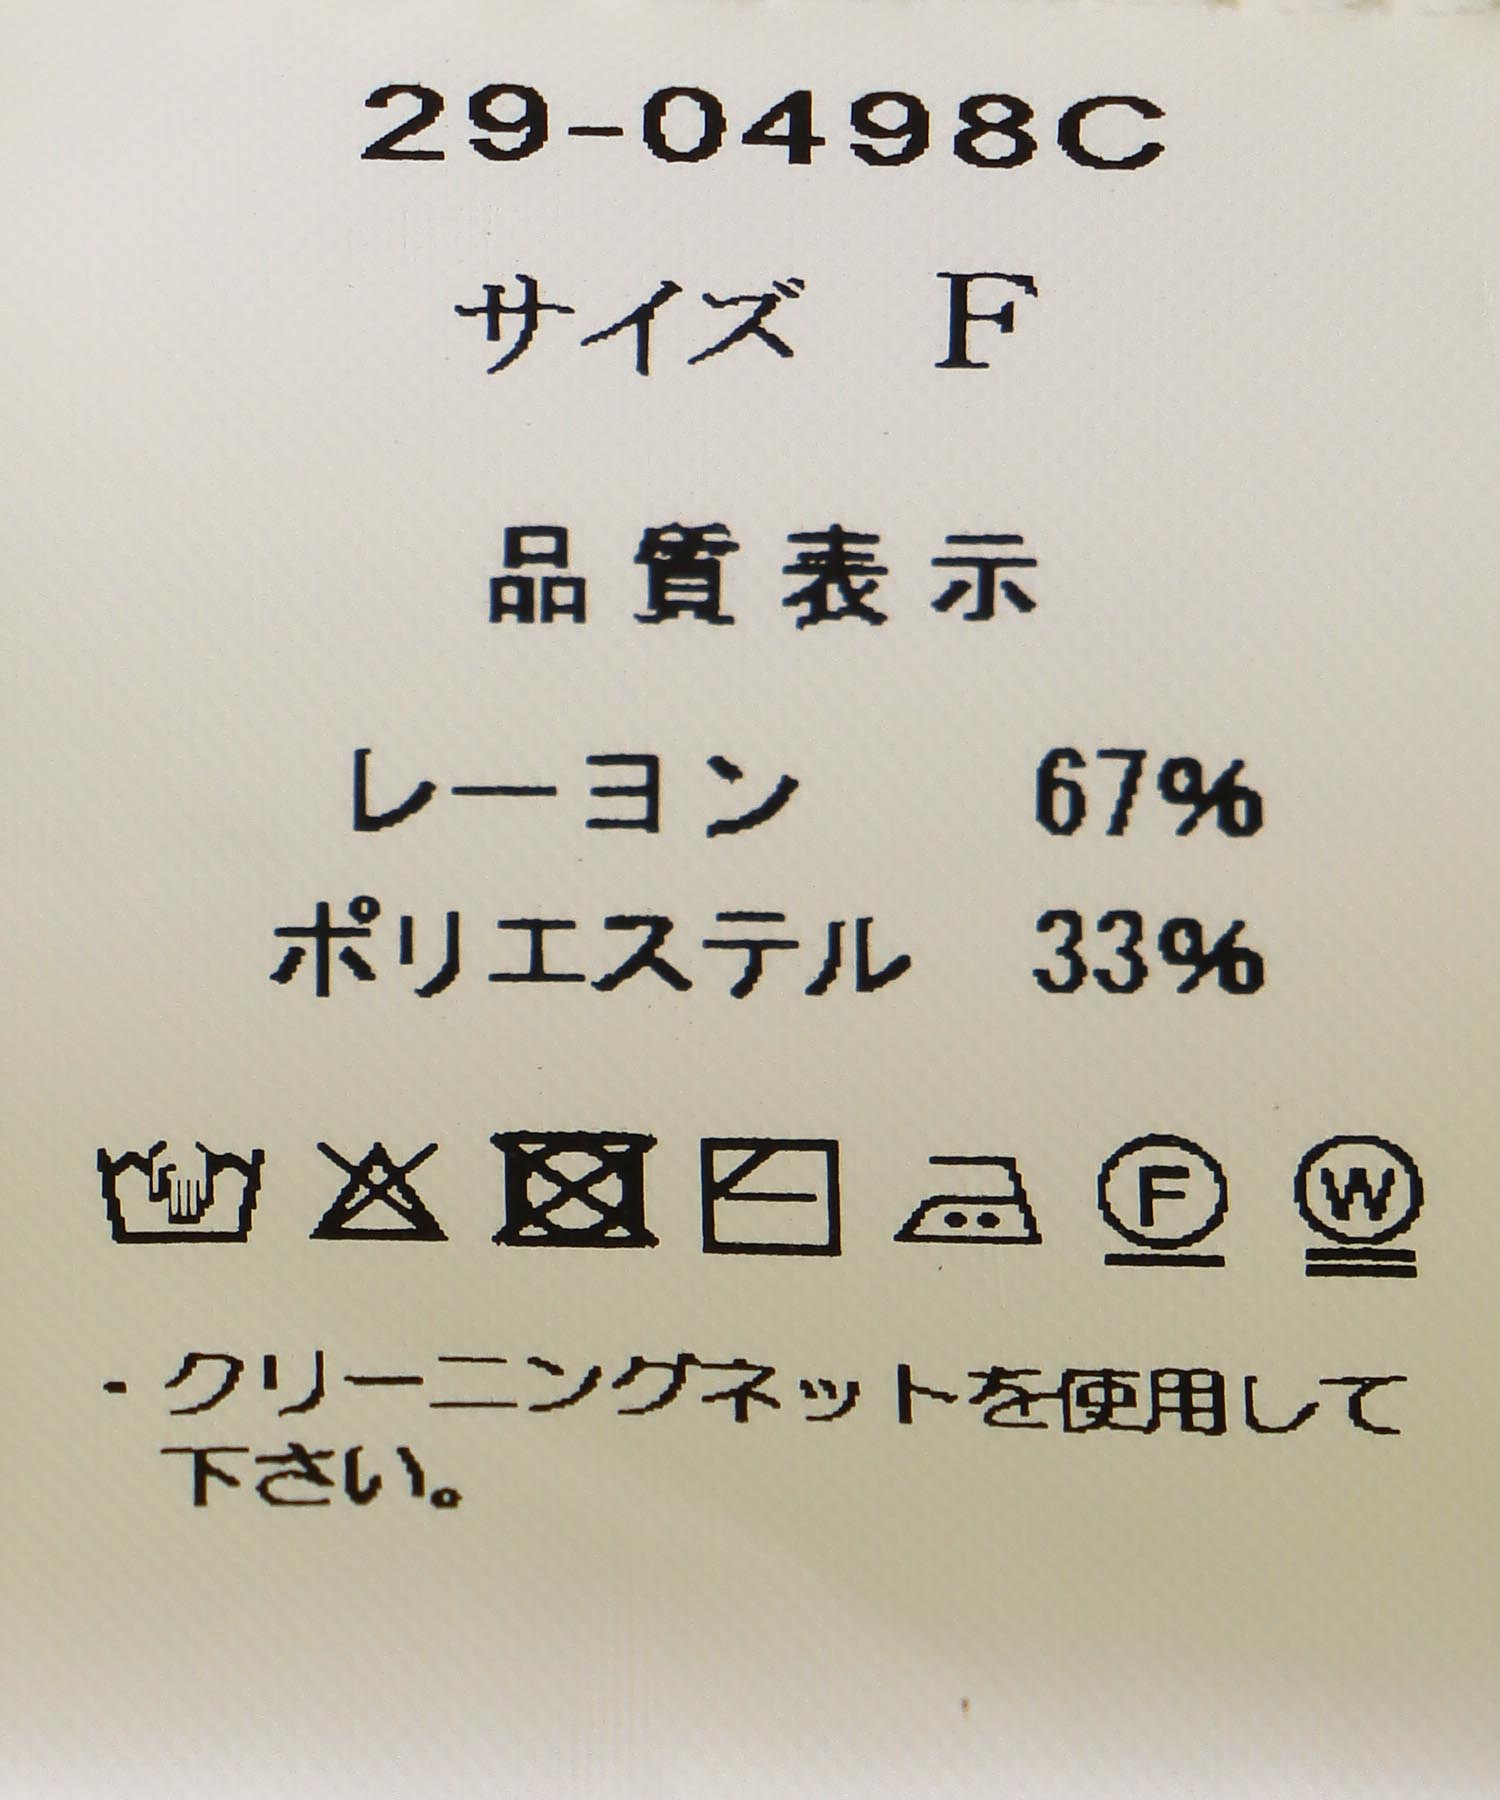 29-0498C
サイズ F
品質表示
レーヨン 67%
ポリエステル 33%
F W
・クリーニングネットを使用して
下さい。